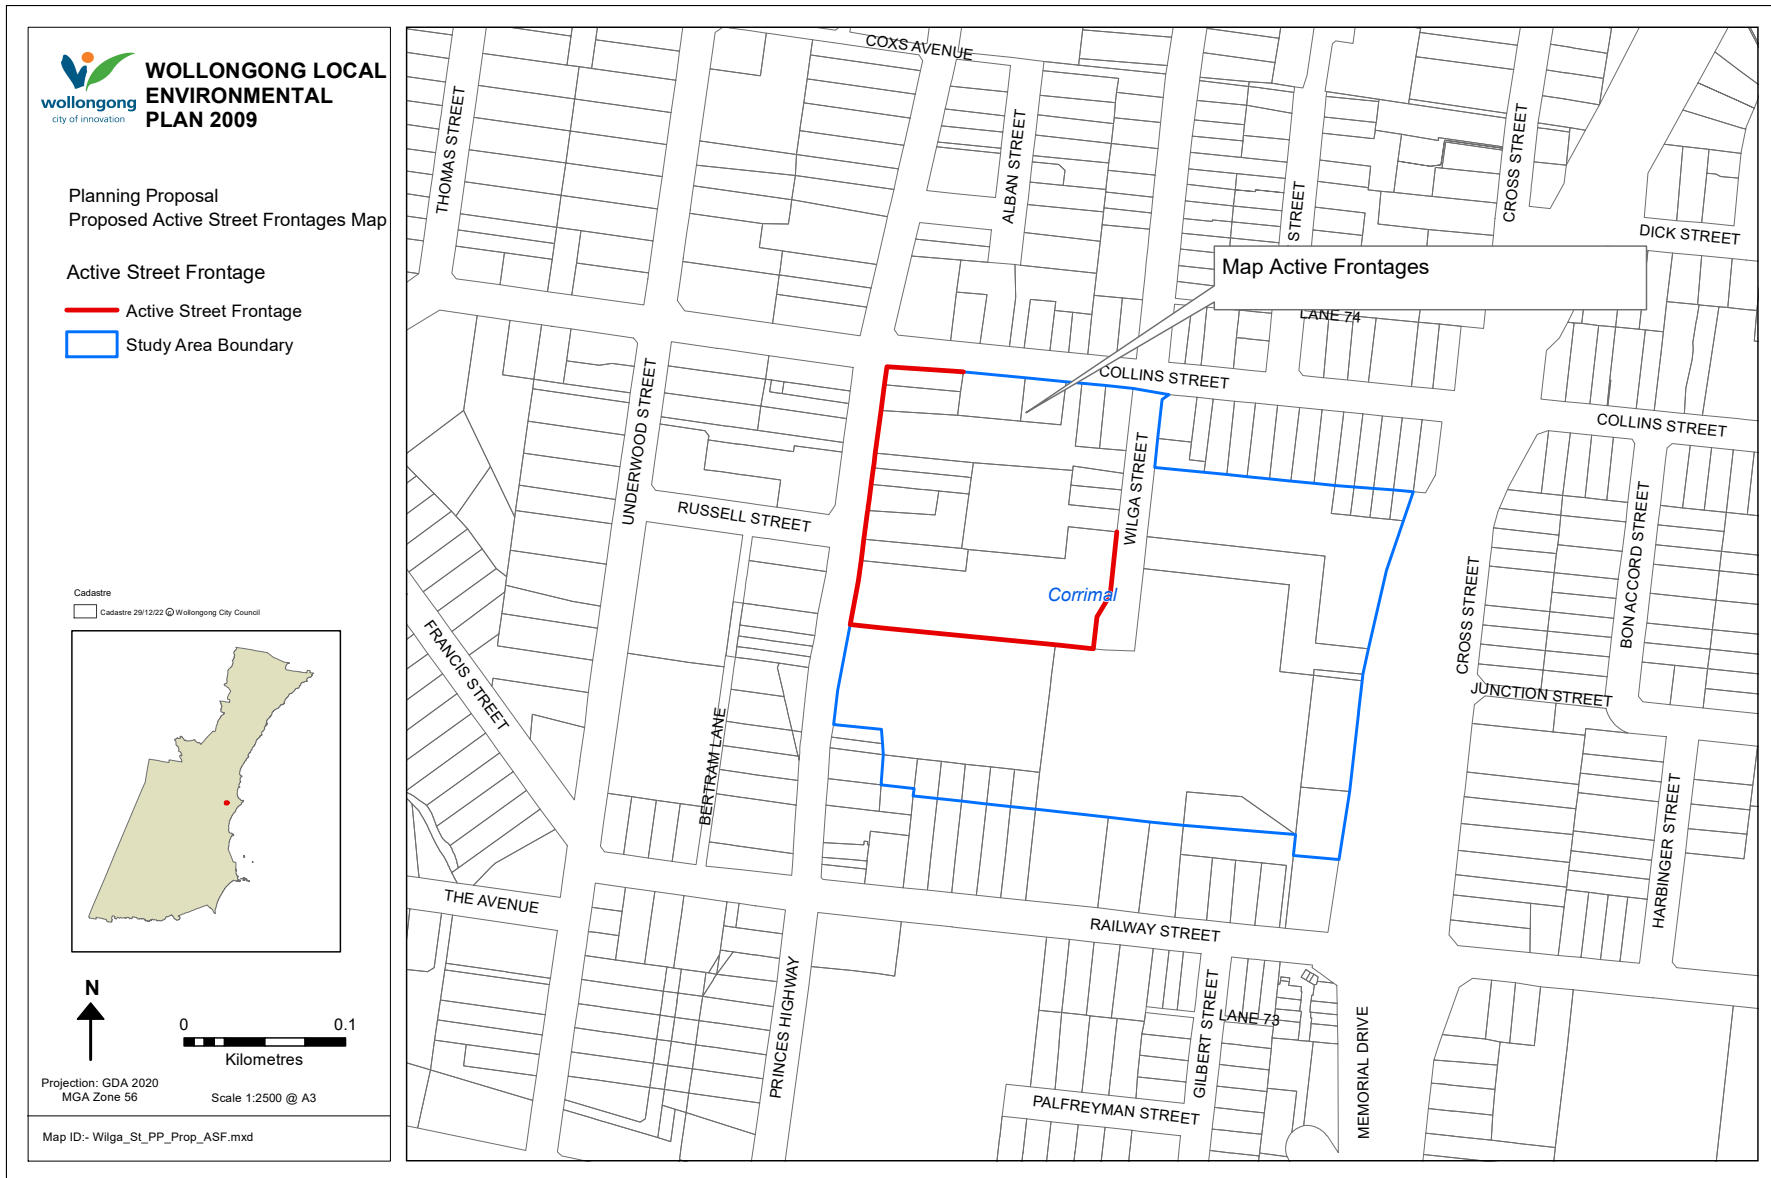 wollongong
city of innovation
WOLLONGONG LOCAL
ENVIRONMENTAL
PLAN 2009
Planning Proposal
Proposed Active Street Frontages Map
Active Street Frontage
Active Street Frontage
Study Area Boundary
Cadastre
Cadastre 29/12/22 © Wollongong City Council
N
0
0.1
Kilometres
Projection: GDA 2020
MGA Zone 56
Scale 1:2500 @ A3
Map ID:- Wilga_St_PP_Prop_ASF.mxd
COXS AVENUE
THOMAS STREET
ALBAN STREET
STREET
CROSS STREET
DICK STREET
Map Active Frontages
LANE 74
COLLINS STREET
COLLINS STREET
UNDERWOOD STREET
RUSSELL STREET
WILGA STREET
Corrimal
BON ACCORD STREET
CROSS STREET
JUNCTION STREET
FRANCIS STREET
BERTRAM LANE
HARBINGER STREET
THE AVENUE
RAILWAY STREET
PRINCES HIGHWAY
GILBERT STREET
LANE 73
MEMORIAL DRIVE
PALFREYMAN STREET